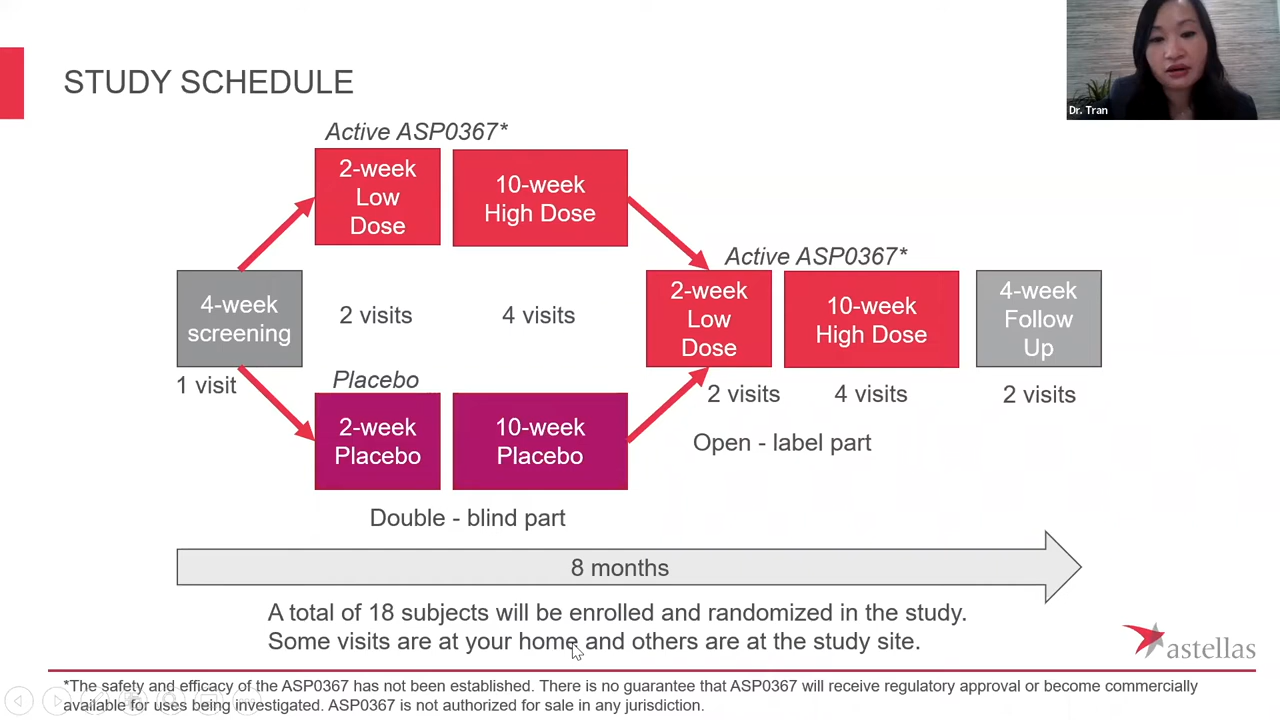 Dr. Tran
STUDY SCHEDULE
Active ASP0367*
2-week
Low
Dose
10-week
High Dose
4-week
screening
1 visit
2 visits
4 visits
Placebo
2-week
Placebo
10-week
Placebo
Double - blind part
Active ASP0367*
2-week
Low
Dose
10-week
High Dose
4-week
Follow
Up
2 visits
4 visits
2 visits
Open - label part
8 months
A total of 18 subjects will be enrolled and randomized in the study.
Some visits are at your home and others are at the study site.
astellas
*The safety and efficacy of the ASP0367 has not been established. There is no guarantee that ASP0367 will receive regulatory approval or become commercially
available for uses being investigated. ASP0367 is not authorized for sale in any jurisdiction.